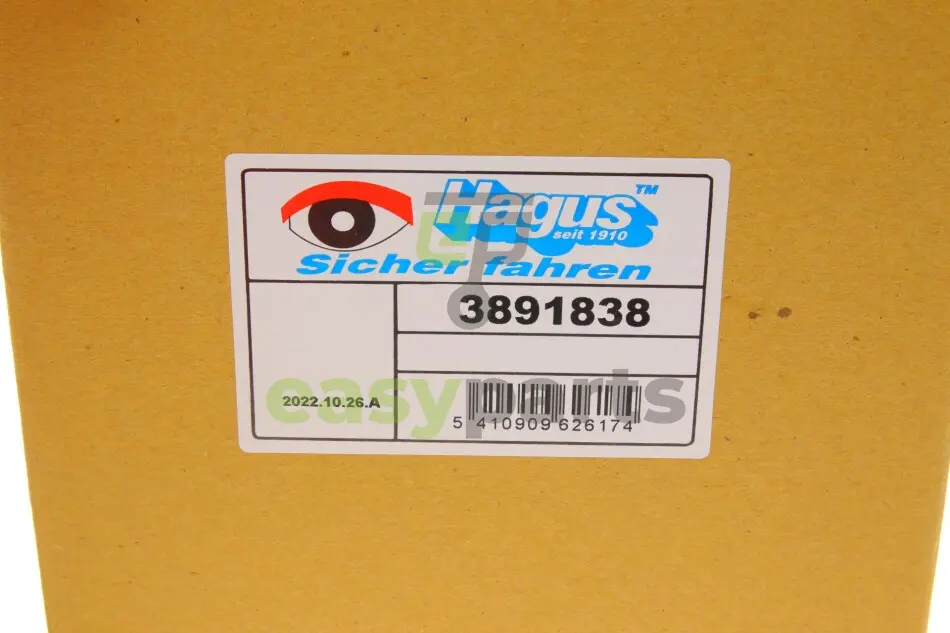 Hagus™
seit 1910
Sicher fahren
3891838
easyparts
2022.10.26.A
5 410909 626174